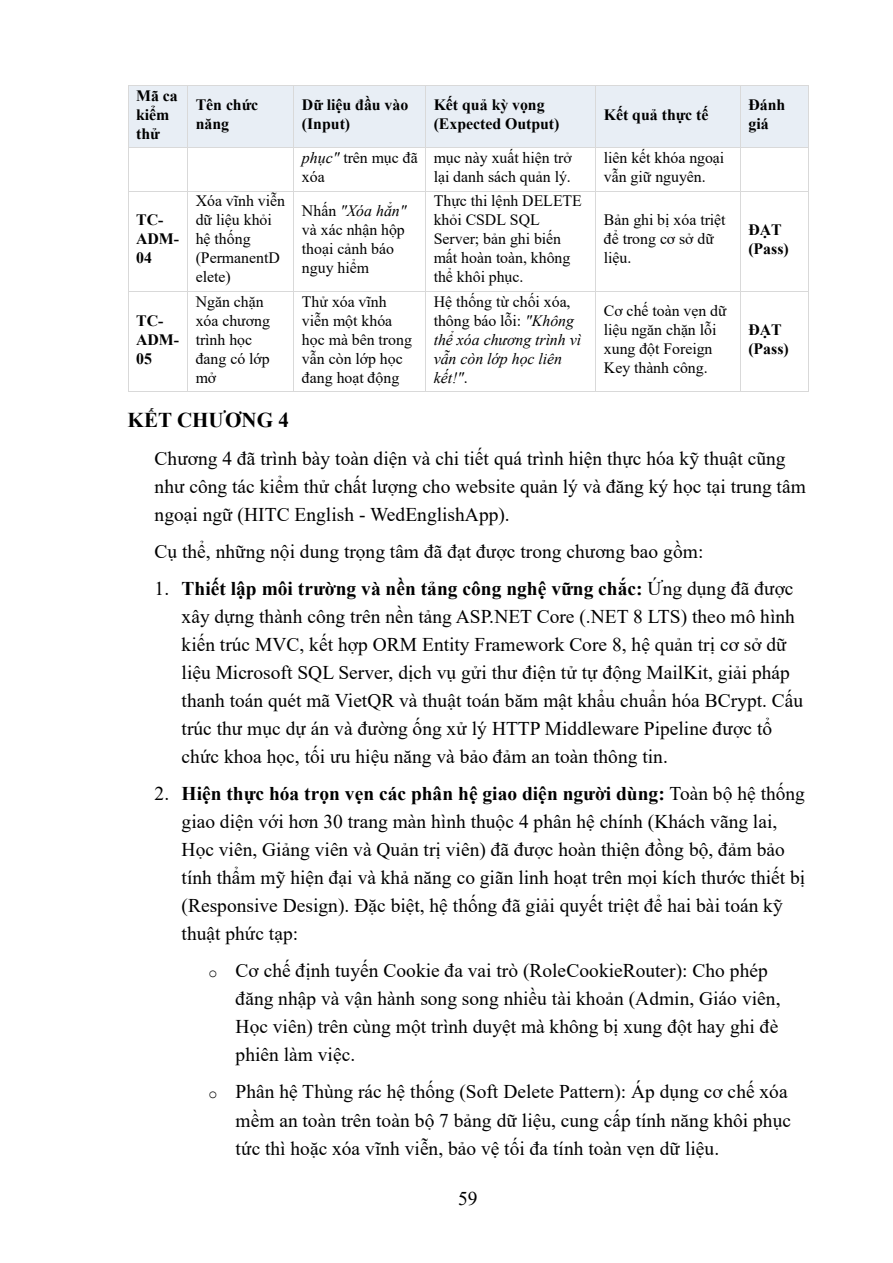 Mã ca kiểm thử
Tên chức năng
Dữ liệu đầu vào (Input)
Kết quả kỳ vọng (Expected Output)
Kết quả thực tế
Đánh giá
phục" trên mục đã xóa
mục này xuất hiện trở lại danh sách quản lý.
liên kết khóa ngoại vẫn giữ nguyên.
TC-ADM-04
Xóa vĩnh viễn dữ liệu khỏi hệ thống (PermanentDelete)
Nhấn "Xóa hẳn" và xác nhận hộp thoại cảnh báo nguy hiểm
Thực thi lệnh DELETE khỏi CSDL SQL Server; bản ghi biến mất hoàn toàn, không thể khôi phục.
Bản ghi bị xóa triệt để trong cơ sở dữ liệu.
ĐẠT (Pass)
TC-ADM-05
Ngăn chặn xóa chương trình học đang có lớp mở
Thử xóa vĩnh viễn một khóa học mà bên trong vẫn còn lớp học đang hoạt động
Hệ thống từ chối xóa, thông báo lỗi: "Không thể xóa chương trình vì vẫn còn lớp học liên kết!".
Cơ chế toàn vẹn dữ liệu ngăn chặn lỗi xung đột Foreign Key thành công.
ĐẠT (Pass)
KẾT CHƯƠNG 4
Chương 4 đã trình bày toàn diện và chi tiết quá trình hiện thực hóa kỹ thuật cũng
như công tác kiểm thử chất lượng cho website quản lý và đăng ký học tại trung tâm
ngoại ngữ (HITC English - WedEnglishApp).
Cụ thể, những nội dung trọng tâm đã đạt được trong chương bao gồm:
1. Thiết lập môi trường và nền tảng công nghệ vững chắc: Ứng dụng đã được
xây dựng thành công trên nền tảng ASP.NET Core (.NET 8 LTS) theo mô hình
kiến trúc MVC, kết hợp ORM Entity Framework Core 8, hệ quản trị cơ sở dữ
liệu Microsoft SQL Server, dịch vụ gửi thư điện tử tự động MailKit, giải pháp
thanh toán quét mã VietQR và thuật toán băm mật khẩu chuẩn hóa BCrypt. Cấu
trúc thư mục dự án và đường ống xử lý HTTP Middleware Pipeline được tổ
chức khoa học, tối ưu hiệu năng và bảo đảm an toàn thông tin.
2. Hiện thực hóa trọn vẹn các phân hệ giao diện người dùng: Toàn bộ hệ thống
giao diện với hơn 30 trang màn hình thuộc 4 phân hệ chính (Khách vãng lai,
Học viên, Giảng viên và Quản trị viên) đã được hoàn thiện đồng bộ, đảm bảo
tính thẩm mỹ hiện đại và khả năng co giãn linh hoạt trên mọi kích thước thiết bị
(Responsive Design). Đặc biệt, hệ thống đã giải quyết triệt để hai bài toán kỹ
thuật phức tạp:
o Cơ chế định tuyến Cookie đa vai trò (RoleCookieRouter): Cho phép
đăng nhập và vận hành song song nhiều tài khoản (Admin, Giáo viên,
Học viên) trên cùng một trình duyệt mà không bị xung đột hay ghi đè
phiên làm việc.
o Phân hệ Thùng rác hệ thống (Soft Delete Pattern): Áp dụng cơ chế xóa
mềm an toàn trên toàn bộ 7 bảng dữ liệu, cung cấp tính năng khôi phục
tức thì hoặc xóa vĩnh viễn, bảo vệ tối đa tính toàn vẹn dữ liệu.
59